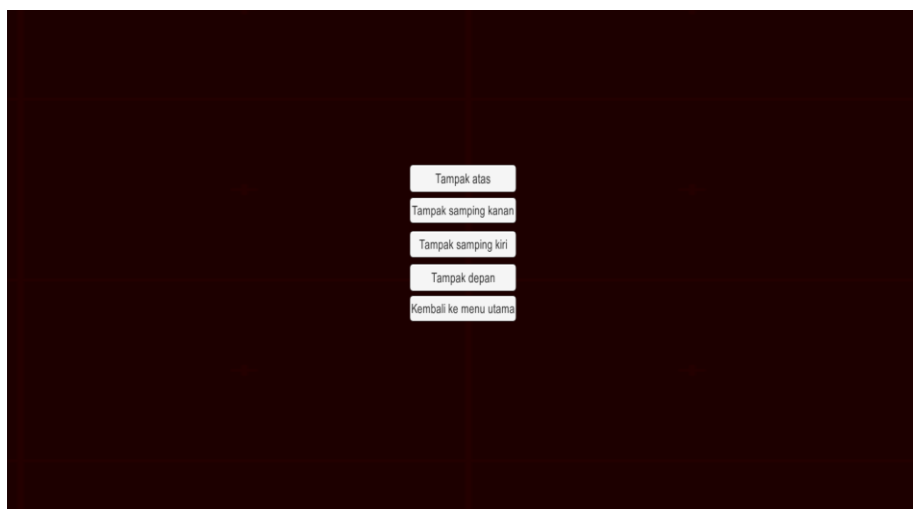 Tampak atas
Tampak samping kanan
Tampak samping kiri
Tampak depan
Kembali ke menu utama